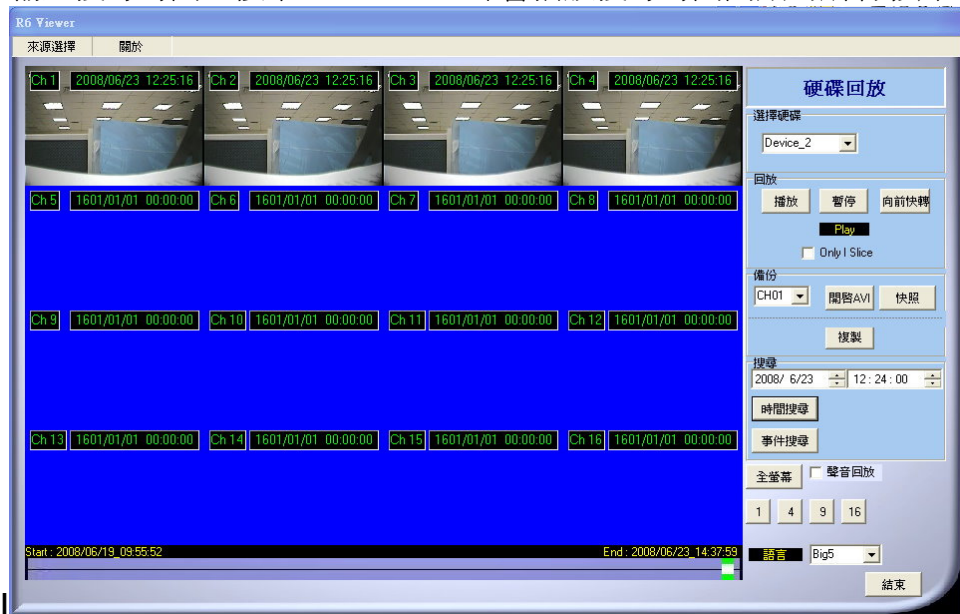 R6 Viewer
來源選擇 關於
Ch 1 2008/06/23 12:25:16 Ch 2 2008/06/23 12:25:16 Ch 3 2008/06/23 12:25:16 Ch 4 2008/06/23 12:25:16
Ch 5 1601/01/01 00:00:00 Ch 6 1601/01/01 00:00:00 Ch 7 1601/01/01 00:00:00 Ch 8 1601/01/01 00:00:00
Ch 9 1601/01/01 00:00:00 Ch 10 1601/01/01 00:00:00 Ch 11 1601/01/01 00:00:00 Ch 12 1601/01/01 00:00:00
Ch 13 1601/01/01 00:00:00 Ch 14 1601/01/01 00:00:00 Ch 15 1601/01/01 00:00:00 Ch 16 1601/01/01 00:00:00
Start : 2008/06/19_09:55:52 End : 2008/06/23_14:37:59
硬碟回放
選擇硬碟
Device_2
回放
播放 暫停 向前快轉
Play
Only I Slice
備份
CH01 開啓AVI 快照
複製
搜尋
2008/ 6/23 12 : 24 : 00
時間搜尋
事件搜尋
全螢幕 聲音回放
1 4 9 16
語言 Big5
結束